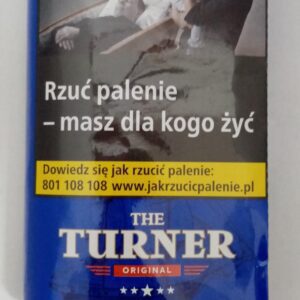 Rzuć palenie
– masz dla kogo żyć
Dowiedz się jak rzucić palenie:
801 108 108 www.jakrzucicpalenie.pl
THE
TURNER
ORIGINAL